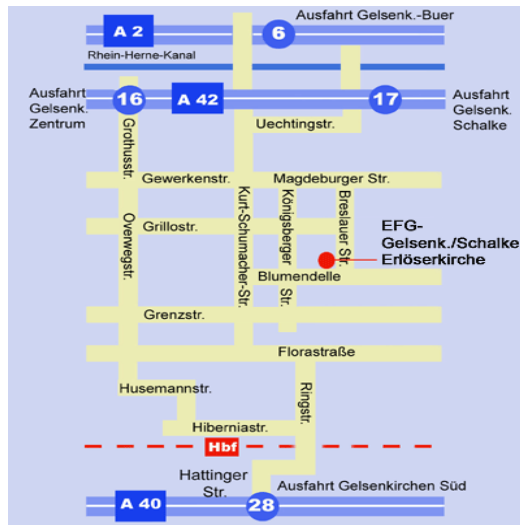 Ausfahrt Gelsenk.-Buer
A 2
6
Rhein-Herne-Kanal
Ausfahrt
Gelsenk.
Zentrum
16
A 42
17
Ausfahrt
Gelsenk.
Schalke
Uechtingstr.
Grothusstr.
Gewerkenstr.
Magdeburger Str.
Kurt-Schumacher-Str.
Königsberger Str.
Breslauer Str.
Overwegstr.
Grillostr.
EFG-
Gelsenk./Schalke
Erlöserkirche
Blumendelle
Grenzstr.
Florastraße
Husemannstr.
Ringstr.
Hiberniastr.
Hbf
Hattinger
Str.
Ausfahrt Gelsenkirchen Süd
A 40
28